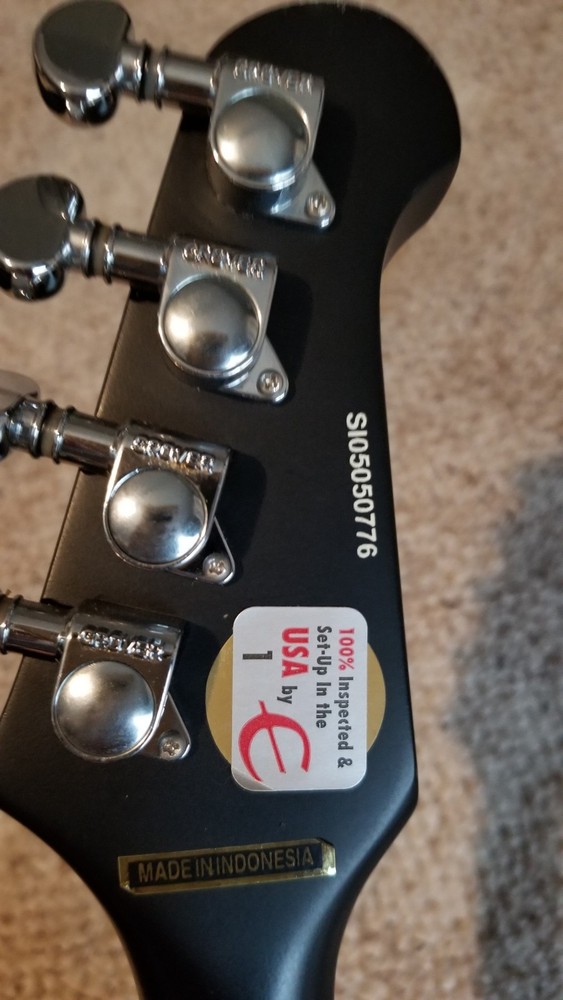 GROVER
GROVER
GROVER
GROVER
SI05050776
100% Inspected &
Set-Up In the
USA by
1
MADE IN INDONESIA